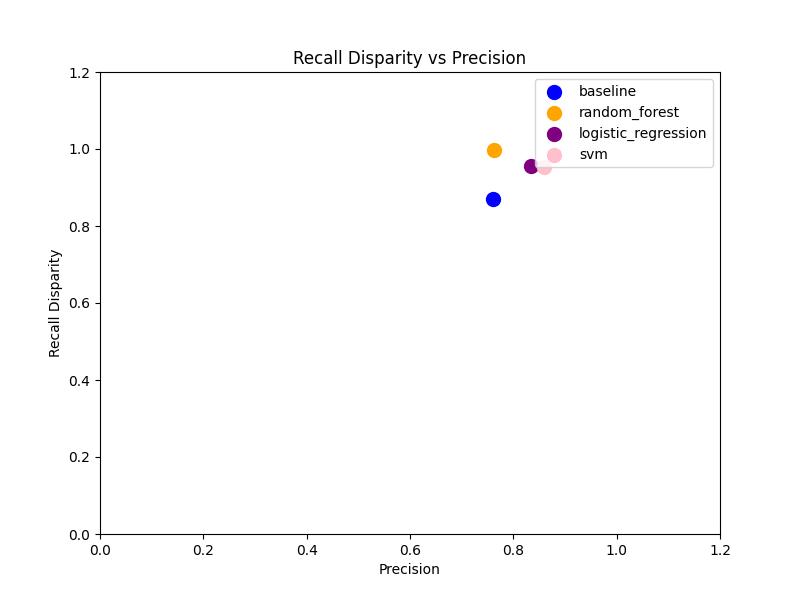 Recall Disparity vs Precision
1.2
1.0
0.8
0.6
0.4
0.2
0.0
Recall Disparity
baseline
random_forest
logistic_regression
svm
0.0 0.2 0.4 0.6 0.8 1.0 1.2
Precision